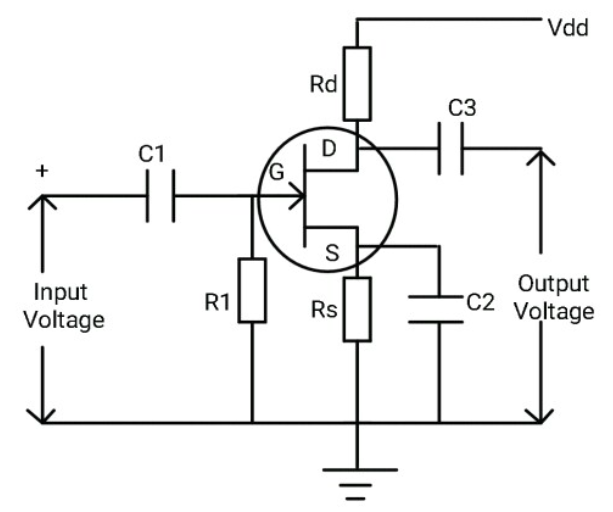 Vdd
Rd
C3
C1
D
+
G
S
Input
Voltage
R1
Rs
C2
Output
Voltage